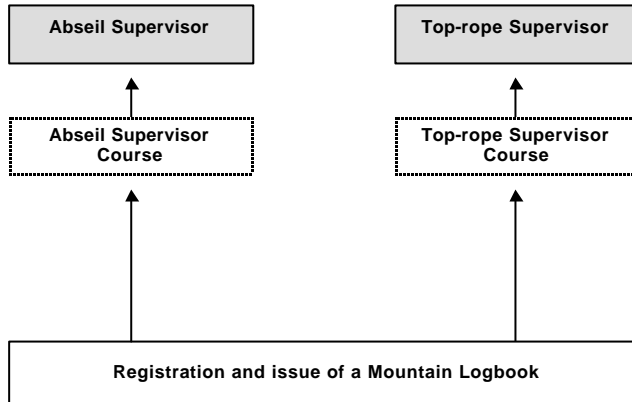 Abseil Supervisor
Top-rope Supervisor
Abseil Supervisor
Course
Top-rope Supervisor
Course
Registration and issue of a Mountain Logbook